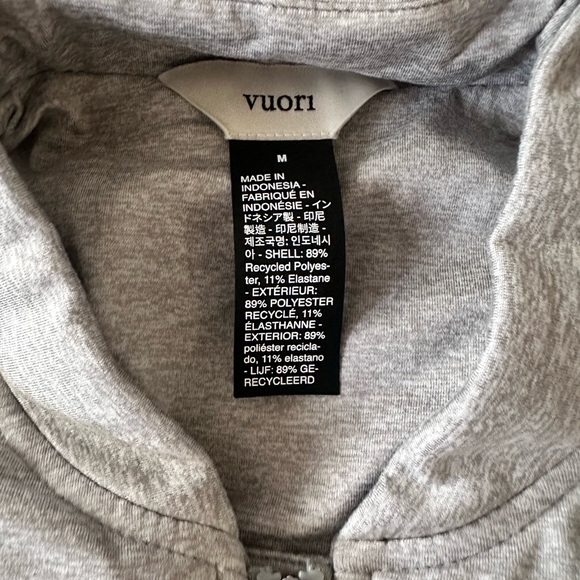 vuori
M
MADE IN
INDONESIA -
FABRIQUÉ EN
INDONÉSIE - イン
ドネシア製 - 印尼
製造 - 印尼制造 -
제조국명: 인도네시
아 - SHELL: 89%
Recycled Polyes-
ter, 11% Elastane
- EXTÉRIEUR:
89% POLYESTER
RECYCLÉ, 11%
ÉLASTHANNE -
EXTERIOR: 89%
poliéster recicla-
do, 11% elastano
- LIJF: 89% GE-
RECYCLEERD